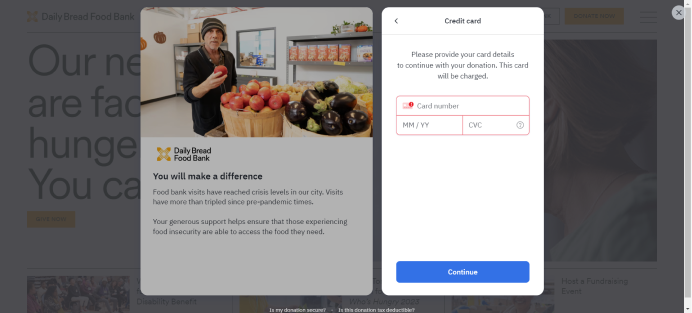 Daily Bread Food Bank
Our ne
are fac
hunge
You ca
Daily Bread
Food Bank
You will make a difference
Food bank visits have reached crisis levels in our city. Visits
have more than tripled since pre-pandemic times.
Your generous support helps ensure that those experiencing
food insecurity are able to access the food they need.
Credit card
Please provide your card details
to continue with your donation. This card
will be charged.
Card number
MM / YY
CVC
Continue
Disability Benefit
Who's Hungry 2023
Host a Fundraising
Event
Is my donation secure?
Is this donation tax deductible?